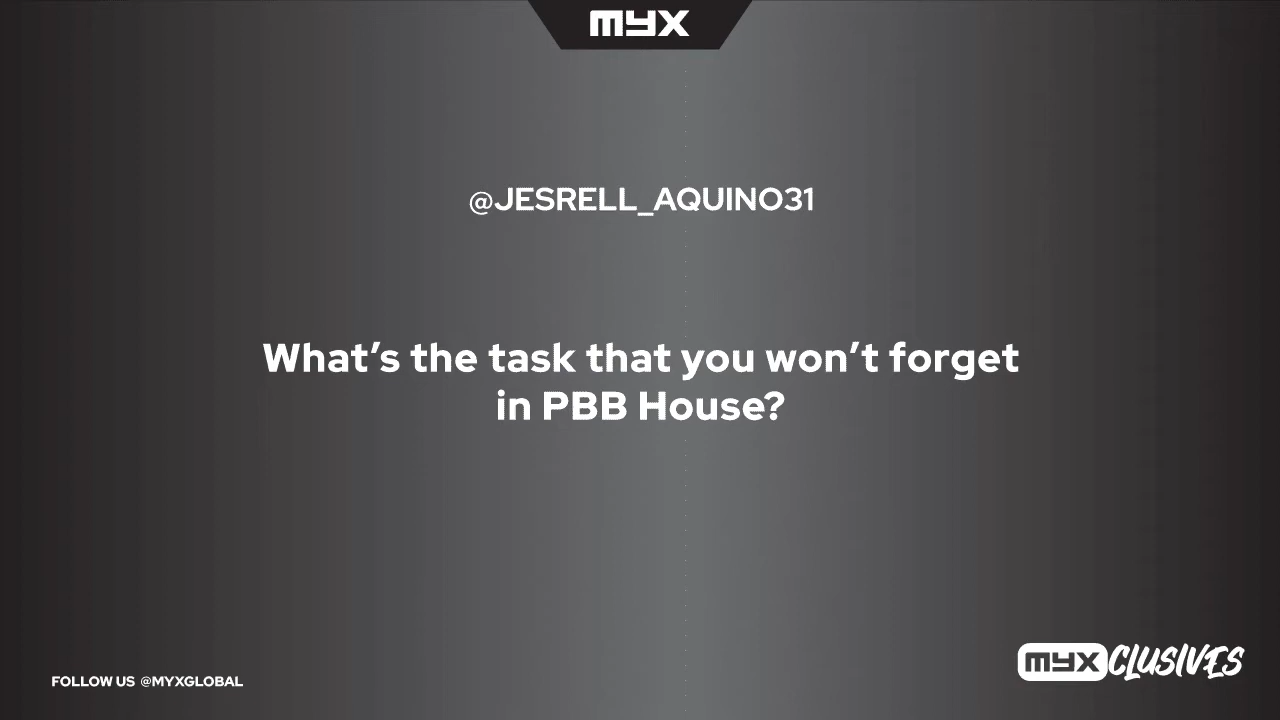 MYX
@JESRELL_AQUINO31
What's the task that you won't forget
in PBB House?
MYXCLUSIVES
FOLLOW US @MYXGLOBAL